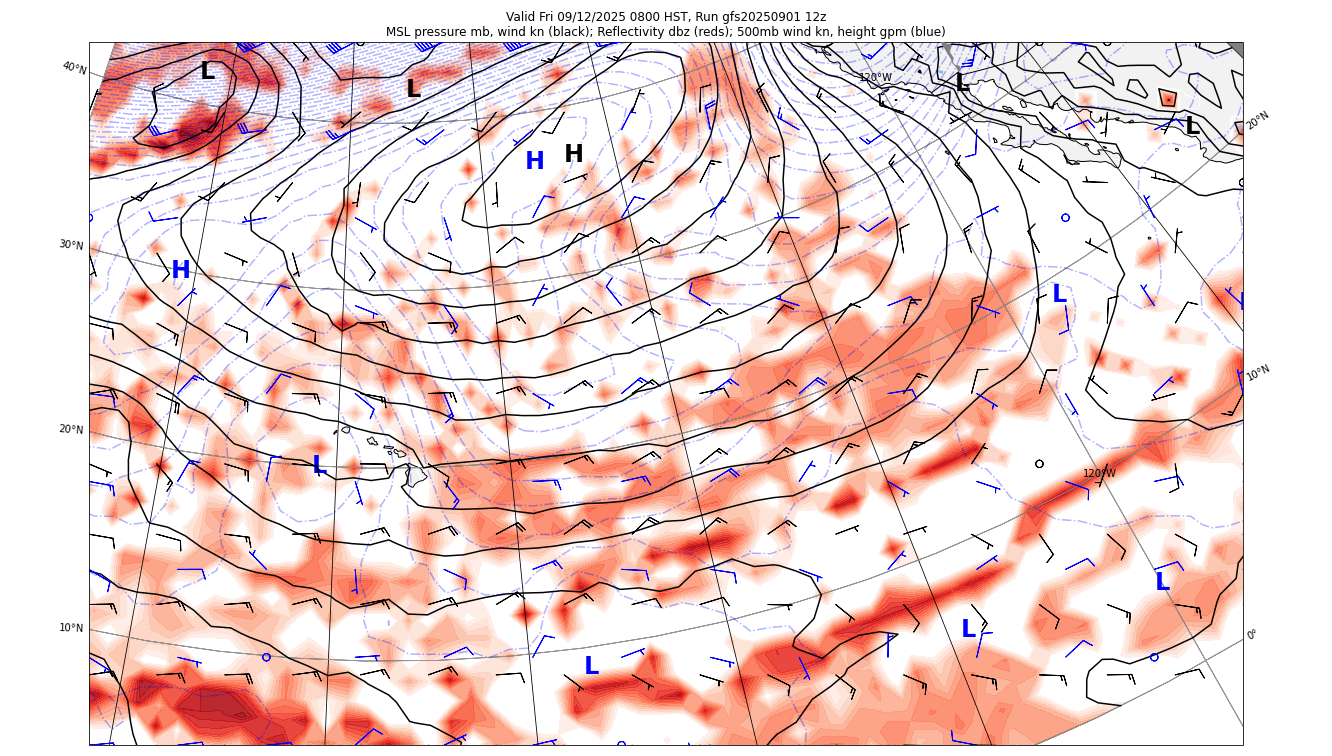 Valid Fri 09/12/2025 0800 HST, Run gfs20250901 12z
MSL pressure mb, wind kn (black); Reflectivity dbz (reds); 500mb wind kn, height gpm (blue)
40°N
L
L
120°W
L
L
20°N
H
H
30°N
H
L
10°N
20°N
L
120°W
L
10°N
L
0°
L